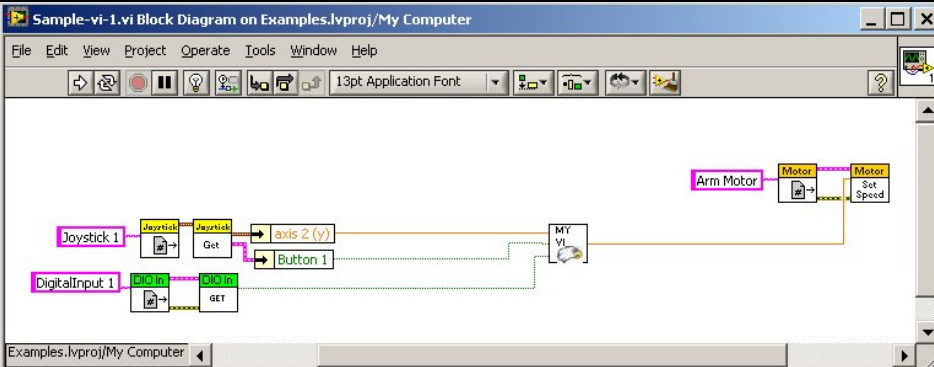 Sample-vi-1.vi Block Diagram on Examples.lvproj/My Computer
File Edit View Project Operate Tools Window Help
13pt Application Font
?
1
Arm Motor
Motor
#
Motor
Set
Speed
Joystick 1
Joystick
#
Joystick
Get
axis 2 (y)
Button 1
MY
VI
DigitalInput 1
DIO In
#
DIO In
GET
Examples.lvproj/My Computer